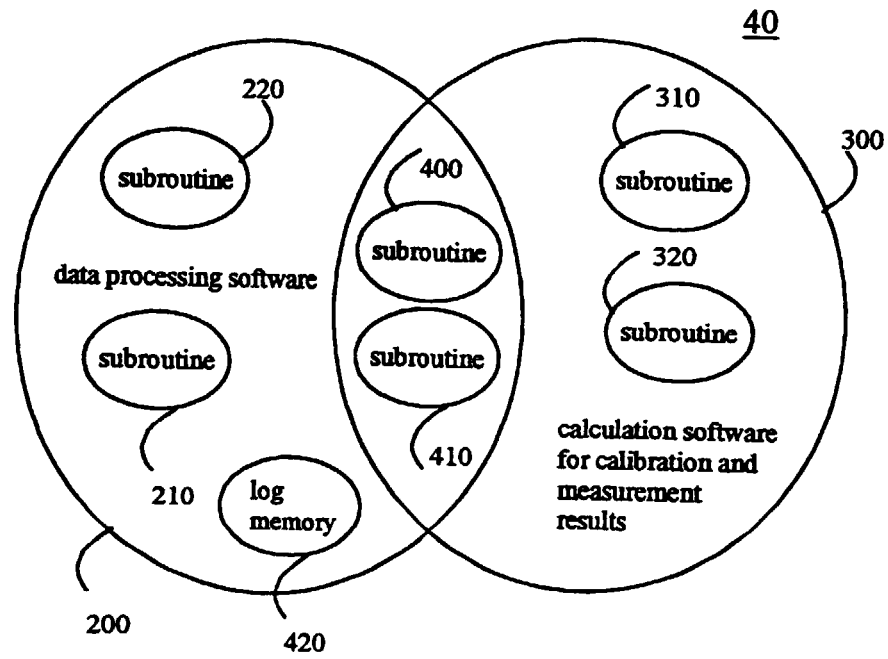 40
220
310
300
subroutine
400
subroutine
subroutine
320
data processing software
subroutine
subroutine
subroutine
210
log
memory
410
calculation software
for calibration and
measurement
results
200
420